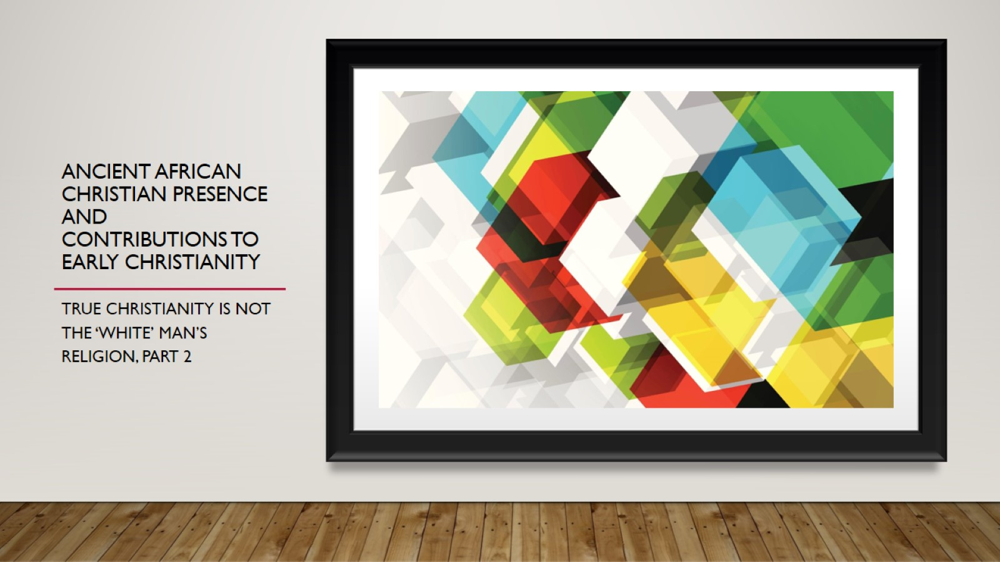 ANCIENT AFRICAN
CHRISTIAN PRESENCE
AND
CONTRIBUTIONS TO
EARLY CHRISTIANITY
TRUE CHRISTIANITY IS NOT
THE ‘WHITE’ MAN’S
RELIGION, PART 2